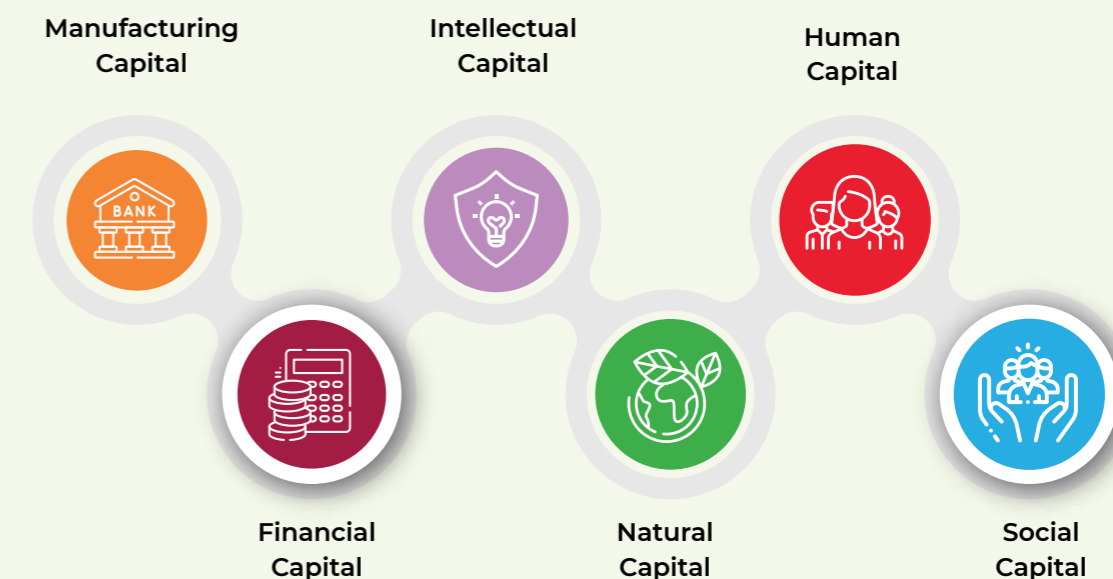 Manufacturing
Capital
Intellectual
Capital
Human
Capital
BANK
Financial
Capital
Natural
Capital
Social
Capital